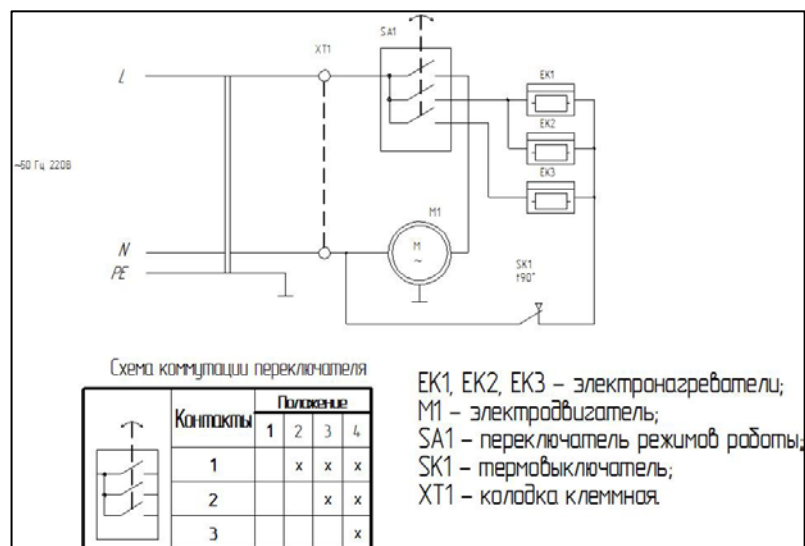 SA1
XT1
L
EK1
EK2
~50 Гц 220В
EK3
M1
M
~
N
PE
SK1
t90°
Схема коммутации переключателя
Контакты
Положение
1 2 3 4
1 x x x
2 x x
3 x
EK1, EK2, EK3 – электронагреватели;
M1 – электродвигатель;
SA1 – переключатель режимов работы;
SK1 – термовыключатель;
XT1 – колодка клеммная.